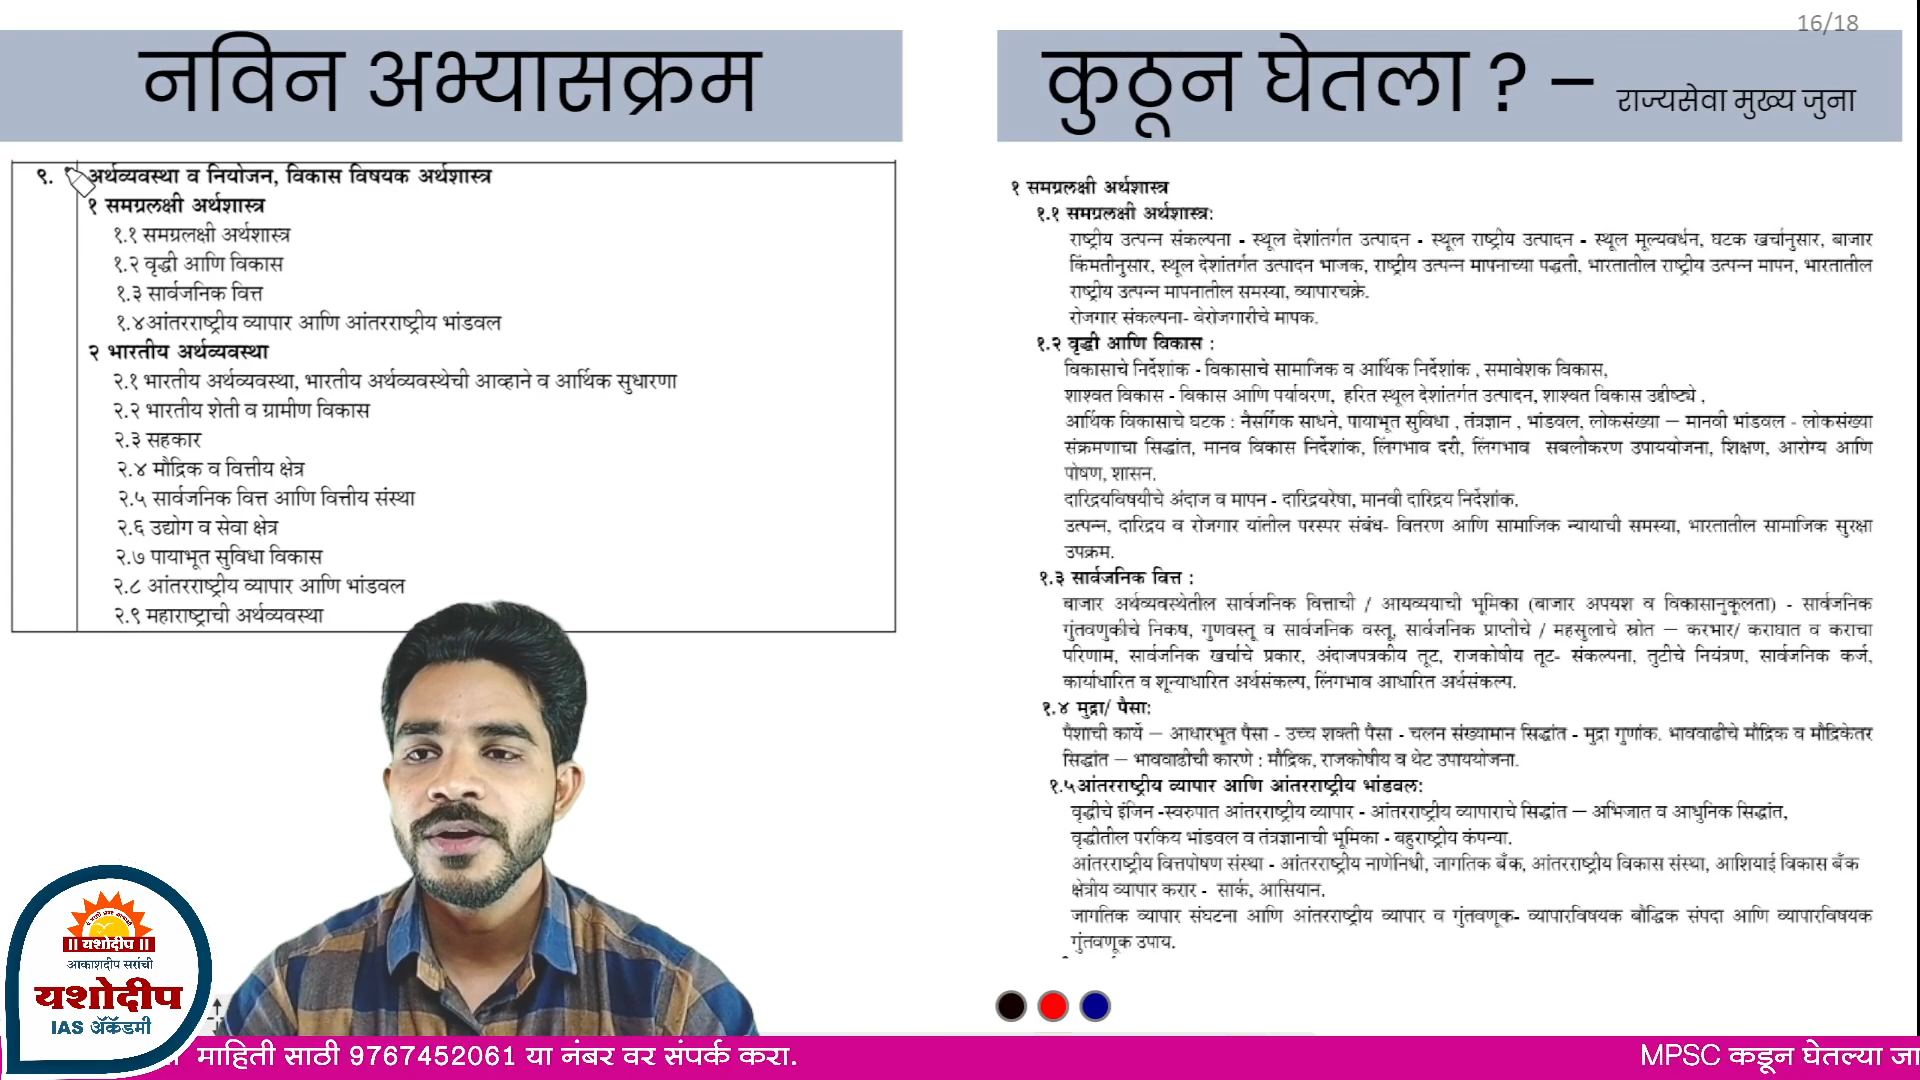 16/18
नविन अभ्यासक्रम
९. अर्थव्यवस्था व नियोजन, विकास विषयक अर्थशास्त्र
१ समग्रलक्षी अर्थशास्त्र
१.१ समग्रलक्षी अर्थशास्त्र
१.२ वृद्धी आणि विकास
१.३ सार्वजनिक वित्त
१.४आंतरराष्ट्रीय व्यापार आणि आंतरराष्ट्रीय भांडवल
२ भारतीय अर्थव्यवस्था
२.१ भारतीय अर्थव्यवस्था, भारतीय अर्थव्यवस्थेची आव्हाने व आर्थिक सुधारणा
२.२ भारतीय शेती व ग्रामीण विकास
२.३ सहकार
२.४ मौद्रिक व वित्तीय क्षेत्र
२.५ सार्वजनिक वित्त आणि वित्तीय संस्था
२.६ उद्योग व सेवा क्षेत्र
२.७ पायाभूत सुविधा विकास
२.८ आंतरराष्ट्रीय व्यापार आणि भांडवल
२.९ महाराष्ट्राची अर्थव्यवस्था
कुठून घेतला ? – राज्यसेवा मुख्य जुना
१ समग्रलक्षी अर्थशास्त्र
१.१ समग्रलक्षी अर्थशास्त्र:
राष्ट्रीय उत्पन्न संकल्पना - स्थूल देशांतर्गत उत्पादन - स्थूल राष्ट्रीय उत्पादन - स्थूल मूल्यवर्धन, घटक खर्चानुसार, बाजार
किंमतीनुसार, स्थूल देशांतर्गत उत्पादन भाजक, राष्ट्रीय उत्पन्न मापनाच्या पद्धती, भारतातील राष्ट्रीय उत्पन्न मापन, भारतातील
राष्ट्रीय उत्पन्न मापनातील समस्या, व्यापारचक्रे.
रोजगार संकल्पना- बेरोजगारीचे मापक.
१.२ वृद्धी आणि विकास :
विकासाचे निर्देशांक - विकासाचे सामाजिक व आर्थिक निर्देशांक , समावेशक विकास,
शाश्वत विकास - विकास आणि पर्यावरण, हरित स्थूल देशांतर्गत उत्पादन, शाश्वत विकास उद्दीष्ट्ये ,
आर्थिक विकासाचे घटक : नैसर्गिक साधने, पायाभूत सुविधा , तंत्रज्ञान , भांडवल, लोकसंख्या – मानवी भांडवल - लोकसंख्या
संक्रमणाचा सिद्धांत, मानव विकास निर्देशांक, लिंगभाव दरी, लिंगभाव सबलीकरण उपाययोजना, शिक्षण, आरोग्य आणि
पोषण, शासन.
दारिद्रयविषयीचे अंदाज व मापन - दारिद्रयरेषा, मानवी दारिद्रय निर्देशांक.
उत्पन्न, दारिद्रय व रोजगार यांतील परस्पर संबंध- वितरण आणि सामाजिक न्यायाची समस्या, भारतातील सामाजिक सुरक्षा
उपक्रम.
१.३ सार्वजनिक वित्त :
बाजार अर्थव्यवस्थेतील सार्वजनिक वित्ताची / आयव्ययाची भूमिका (बाजार अपयश व विकासानुकूलता) - सार्वजनिक
गुंतवणुकीचे निकष, गुणवस्तू व सार्वजनिक वस्तू, सार्वजनिक प्राप्तीचे / महसुलाचे स्रोत – करभार/ कराघात व कराचा
परिणाम, सार्वजनिक खर्चाचे प्रकार, अंदाजपत्रकीय तूट, राजकोषीय तूट- संकल्पना, तुटीचे नियंत्रण, सार्वजनिक कर्ज,
कार्याधारित व शून्याधारित अर्थसंकल्प, लिंगभाव आधारित अर्थसंकल्प.
१.४ मुद्रा/ पैसा:
पैशाची कार्ये – आधारभूत पैसा - उच्च शक्ती पैसा - चलन संख्यामान सिद्धांत - मुद्रा गुणांक. भाववाढीचे मौद्रिक व मौद्रिकेतर
सिद्धांत – भाववाढीची कारणे : मौद्रिक, राजकोषीय व थेट उपाययोजना.
१.५आंतरराष्ट्रीय व्यापार आणि आंतरराष्ट्रीय भांडवल:
वृद्धीचे इंजिन -स्वरुपात आंतरराष्ट्रीय व्यापार - आंतरराष्ट्रीय व्यापाराचे सिद्धांत – अभिजात व आधुनिक सिद्धांत,
वृद्धीतील परकिय भांडवल व तंत्रज्ञानाची भूमिका - बहुराष्ट्रीय कंपन्या.
आंतरराष्ट्रीय वित्तपोषण संस्था - आंतरराष्ट्रीय नाणेनिधी, जागतिक बँक, आंतरराष्ट्रीय विकास संस्था, आशियाई विकास बँक
क्षेत्रीय व्यापार करार - सार्क, आसियान,
जागतिक व्यापार संघटना आणि आंतरराष्ट्रीय व्यापार व गुंतवणूक- व्यापारविषयक बौद्धिक संपदा आणि व्यापारविषयक
गुंतवणूक उपाय.
॥ यशोदीप ॥
आकाशदीप सरांची
यशोदीप
IAS ॲकॅडमी
माहिती साठी 9767452061 या नंबर वर संपर्क करा.
MPSC कडून घेतल्या जा